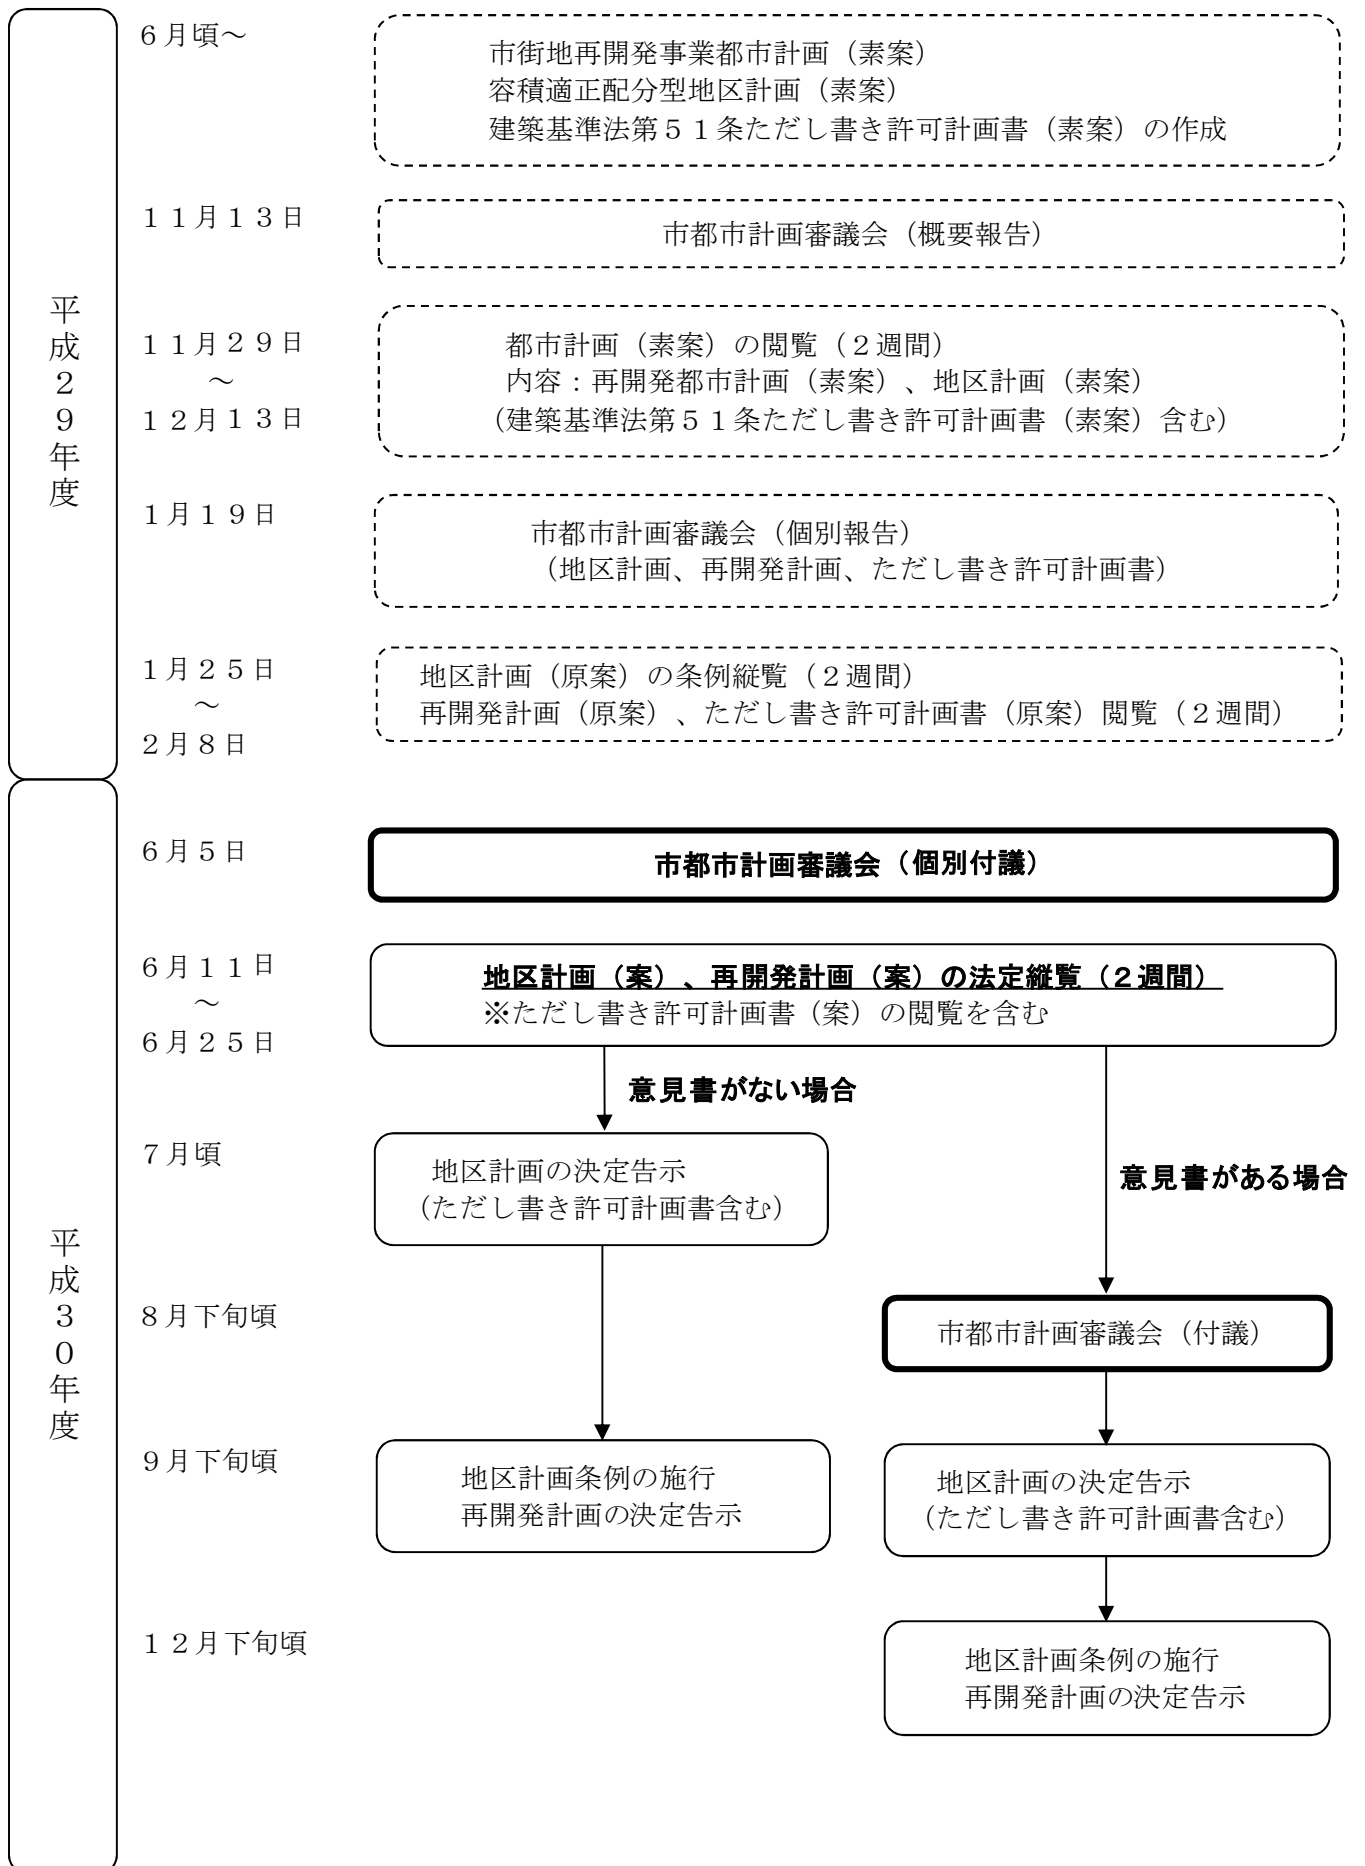 平成２９年度
６月頃～
市街地再開発事業都市計画（素案）
容積適正配分型地区計画（素案）
建築基準法第５１条ただし書き許可計画書（素案）の作成
１１月１３日
市都市計画審議会（概要報告）
１１月２９日
～
１２月１３日
都市計画（素案）の閲覧（２週間）
内容：再開発都市計画（素案）、地区計画（素案）
（建築基準法第５１条ただし書き許可計画書（素案）含む）
１月１９日
市都市計画審議会（個別報告）
（地区計画、再開発計画、ただし書き許可計画書）
１月２５日
～
２月８日
地区計画（原案）の条例縦覧（２週間）
再開発計画（原案）、ただし書き許可計画書（原案）閲覧（２週間）
平成３０年度
６月５日
市都市計画審議会（個別付議）
６月１１日
～
６月２５日
地区計画（案）、再開発計画（案）の法定縦覧（２週間）
※ただし書き許可計画書（案）の閲覧を含む
意見書がない場合
７月頃
地区計画の決定告示
（ただし書き許可計画書含む）
意見書がある場合
８月下旬頃
市都市計画審議会（付議）
９月下旬頃
地区計画条例の施行
再開発計画の決定告示
地区計画の決定告示
（ただし書き許可計画書含む）
１２月下旬頃
地区計画条例の施行
再開発計画の決定告示